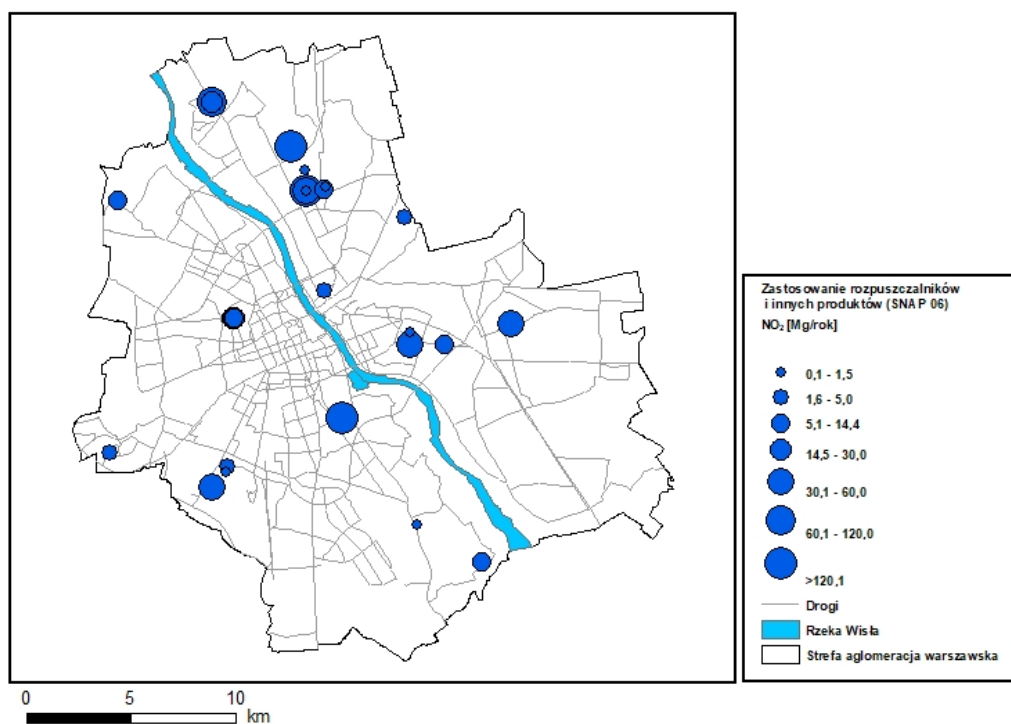 Zastosowanie rozpuszczalników
i innych produktów (SNAP 06)
NO₂ [Mg/rok]
0,1 - 1,5
1,6 - 5,0
5,1 - 14,4
14,5 - 30,0
30,1 - 60,0
60,1 - 120,0
>120,1
Drogi
Rzeka Wisła
Strefa aglomeracja warszawska
0 5 10
km